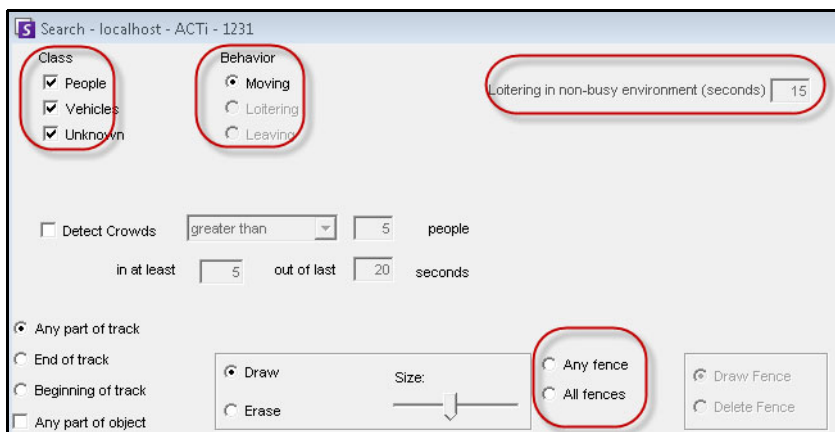 Search - localhost - ACTi - 1231
Class
People
Vehicles
Unknown
Behavior
Moving
Loitering
Leaving
Loitering in non-busy environment (seconds) 15
Detect Crowds greater than 5 people
in at least 5 out of last 20 seconds
Any part of track
End of track
Beginning of track
Any part of object
Draw
Erase
Size:
Any fence
All fences
Draw Fence
Delete Fence